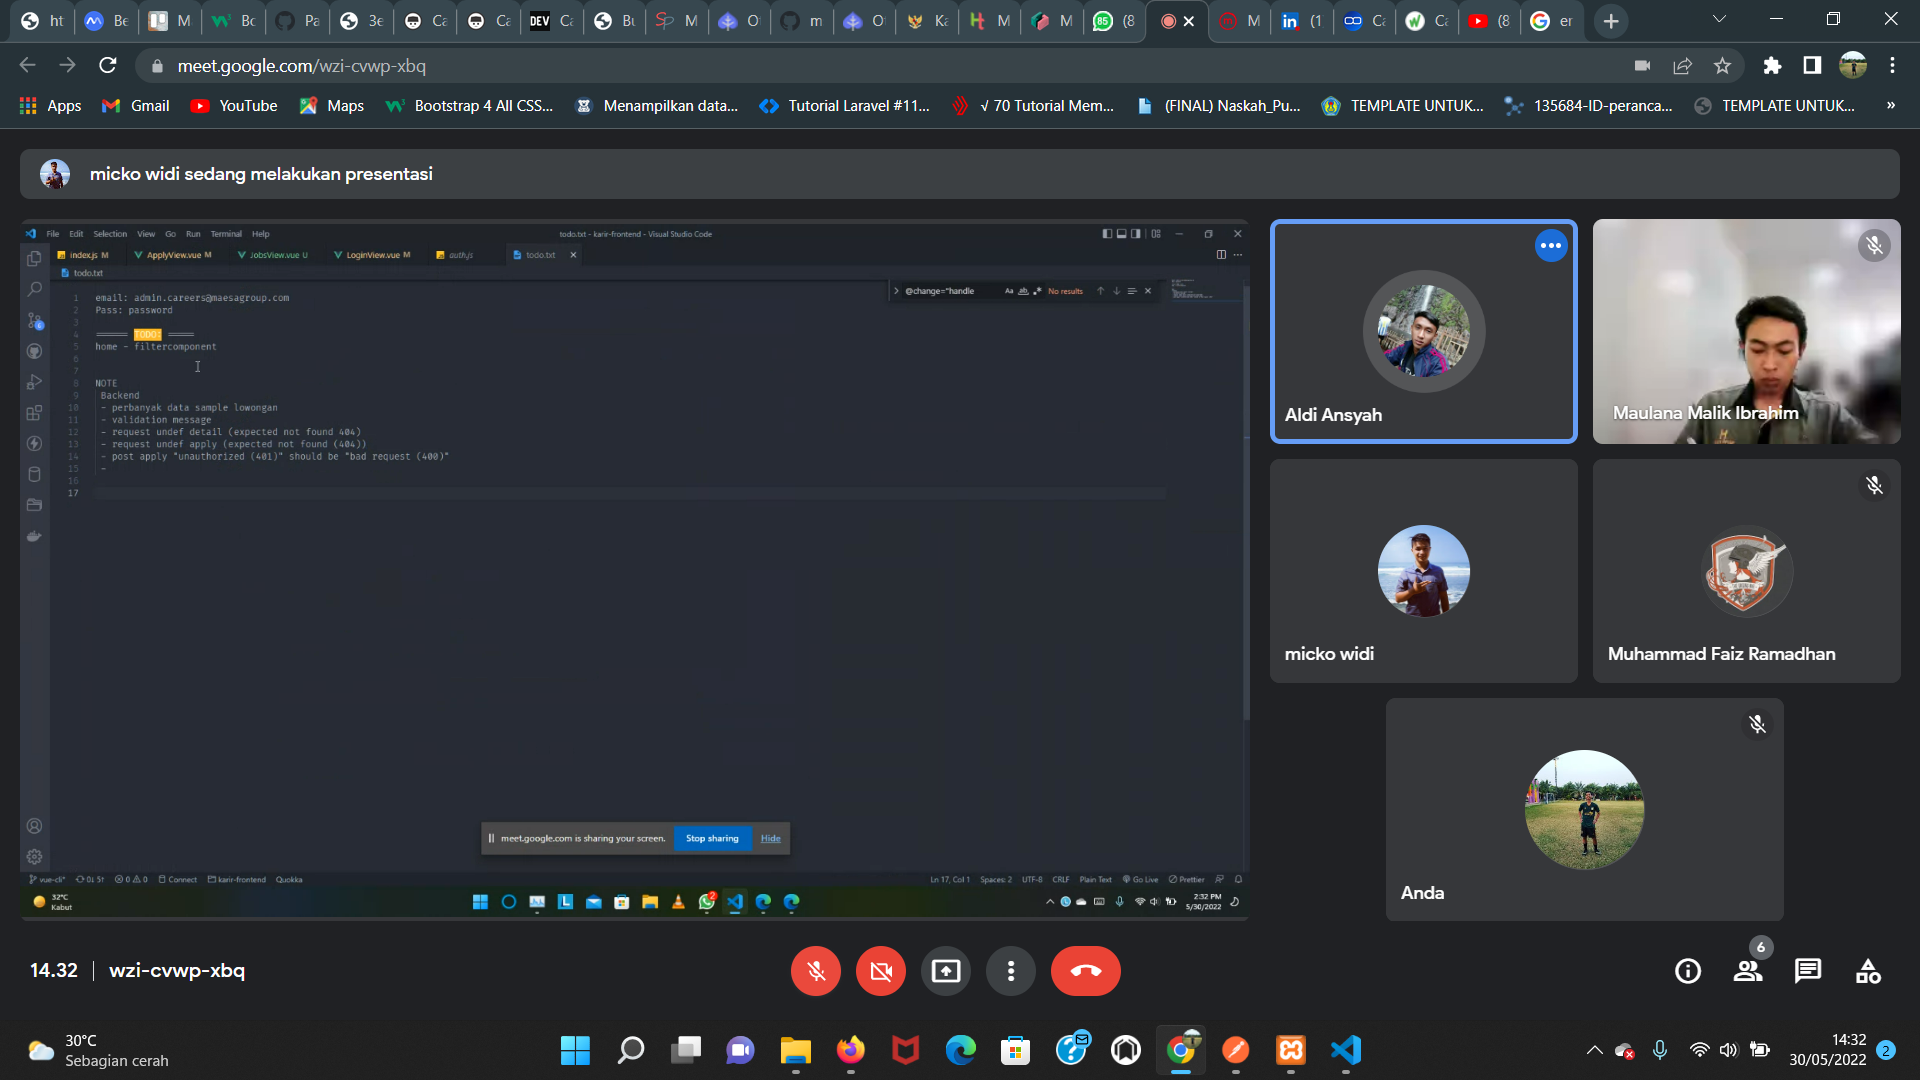 ht
Be
M
Bo
Pa
3e
Ca
Ca
DEV
Ca
Bu
SP
M
O
m
O
Ka
M
M
85
(8
M
in
(1
Ca
Ca
(8
er
meet.google.com/wzi-cvwp-xbq
Apps
Gmail
YouTube
Maps
Bootstrap 4 All CSS...
Menampilkan data...
Tutorial Laravel #11...
√ 70 Tutorial Mem...
(FINAL) Naskah_Pu...
TEMPLATE UNTUK...
135684-ID-peranca...
TEMPLATE UNTUK...
»
micko widi sedang melakukan presentasi
File Edit Selection View Go Run Terminal Help
todo.txt - karir-frontend - Visual Studio Code
index.js M
ApplyView.vue M
JobsView.vue U
LoginView.vue M
auth.js
todo.txt
todo.txt
@change="handle
Aa
ab
No results
1 email: admin.careers@maesagroup.com
2 Pass: password
3
4 ====== TODO: =====
5 home - filtercomponent
6
7
8 NOTE
9 Backend
10 - perbanyak data sample lowongan
11 - validation message
12 - request undef detail (expected not found 404)
13 - request undef apply (expected not found (404))
14 - post apply "unauthorized (401)" should be "bad request (400)"
15 -
16
17
meet.google.com is sharing your screen.
Stop sharing
Hide
vue-cli*
0↓ 5↑
0 0
Connect
karir-frontend
Quokka
Ln 17, Col 1
Spaces: 2
UTF-8
CRLF
Plain Text
Go Live
Prettier
32°C
Kabut
L
2
2:32 PM
5/30/2022
Aldi Ansyah
Maulana Malik Ibrahim
micko widi
Muhammad Faiz Ramadhan
Anda
14.32
wzi-cvwp-xbq
6
30°C
Sebagian cerah
14:32
30/05/2022
2